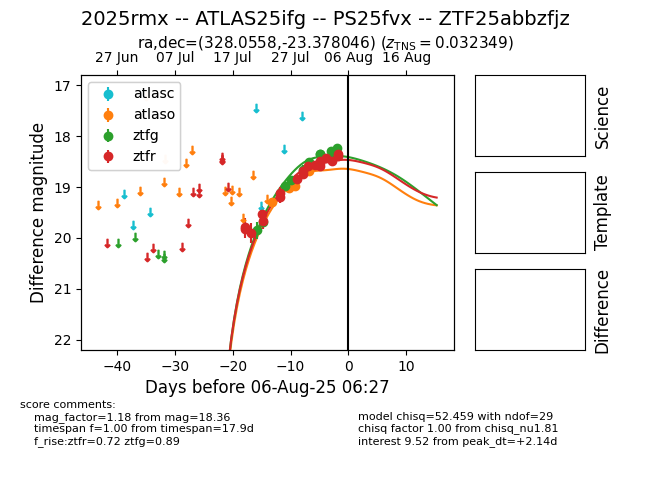 2025rmx -- ATLAS25ifg -- PS25fvx -- ZTF25abbzfjz
ra,dec=(328.0558,-23.378046) (z_TNS = 0.032349)
27 Jun 07 Jul 17 Jul 27 Jul 06 Aug 16 Aug
atlasc
atlaso
ztfg
ztfr
17
18
19
20
21
22
Difference magnitude
−40 −30 −20 −10 0 10
Days before 06-Aug-25 06:27
Science
Template
Difference
score comments:
mag_factor=1.18 from mag=18.36
timespan f=1.00 from timespan=17.9d
f_rise:ztfr=0.72 ztfg=0.89
model chisq=52.459 with ndof=29
chisq factor 1.00 from chisq_nu1.81
interest 9.52 from peak_dt=+2.14d